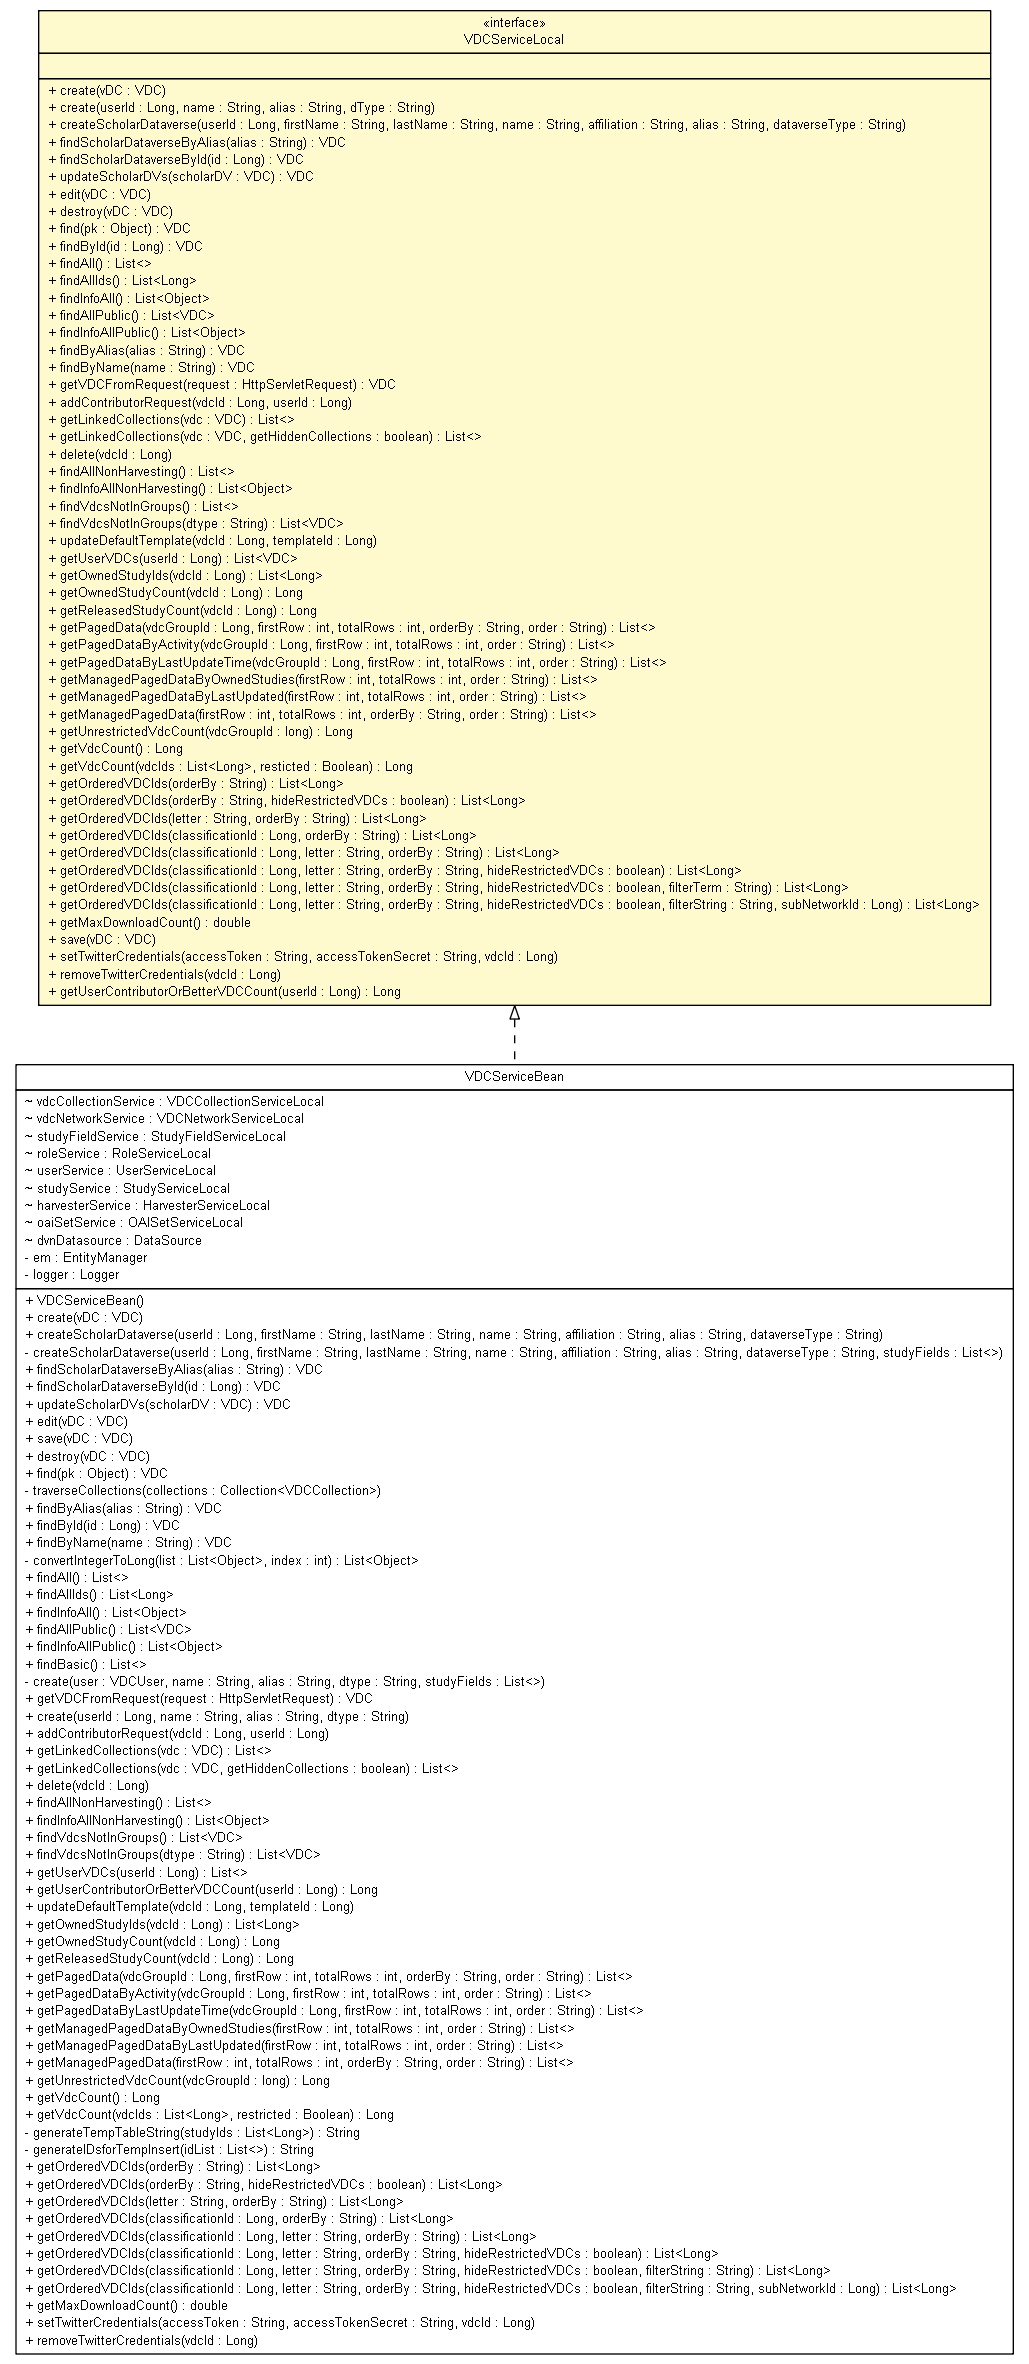 «interface»
VDCServiceLocal
+ create(vDC : VDC)
+ create(userId : Long, name : String, alias : String, dType : String)
+ createScholarDataverse(userId : Long, firstName : String, lastName : String, name : String, affiliation : String, alias : String, dataverseType : String)
+ findScholarDataverseByAlias(alias : String) : VDC
+ findScholarDataverseById(id : Long) : VDC
+ updateScholarDVs(scholarDV : VDC) : VDC
+ edit(vDC : VDC)
+ destroy(vDC : VDC)
+ find(pk : Object) : VDC
+ findById(id : Long) : VDC
+ findAll() : List<>
+ findAllIds() : List<Long>
+ findInfoAll() : List<Object>
+ findAllPublic() : List<VDC>
+ findInfoAllPublic() : List<Object>
+ findByAlias(alias : String) : VDC
+ findByName(name : String) : VDC
+ getVDCFromRequest(request : HttpServletRequest) : VDC
+ addContributorRequest(vdcId : Long, userId : Long)
+ getLinkedCollections(vdc : VDC) : List<>
+ getLinkedCollections(vdc : VDC, getHiddenCollections : boolean) : List<>
+ delete(vdcId : Long)
+ findAllNonHarvesting() : List<>
+ findInfoAllNonHarvesting() : List<Object>
+ findVdcsNotInGroups() : List<>
+ findVdcsNotInGroups(dtype : String) : List<VDC>
+ updateDefaultTemplate(vdcId : Long, templateId : Long)
+ getUserVDCs(userId : Long) : List<VDC>
+ getOwnedStudyIds(vdcId : Long) : List<Long>
+ getOwnedStudyCount(vdcId : Long) : Long
+ getReleasedStudyCount(vdcId : Long) : Long
+ getPagedData(vdcGroupId : Long, firstRow : int, totalRows : int, orderBy : String, order : String) : List<>
+ getPagedDataByActivity(vdcGroupId : Long, firstRow : int, totalRows : int, order : String) : List<>
+ getPagedDataByLastUpdateTime(vdcGroupId : Long, firstRow : int, totalRows : int, order : String) : List<>
+ getManagedPagedDataByOwnedStudies(firstRow : int, totalRows : int, order : String) : List<>
+ getManagedPagedDataByLastUpdated(firstRow : int, totalRows : int, order : String) : List<>
+ getManagedPagedData(firstRow : int, totalRows : int, orderBy : String, order : String) : List<>
+ getUnrestrictedVdcCount(vdcGroupId : long) : Long
+ getVdcCount() : Long
+ getVdcCount(vdcIds : List<Long>, resticted : Boolean) : Long
+ getOrderedVDCIds(orderBy : String) : List<Long>
+ getOrderedVDCIds(orderBy : String, hideRestrictedVDCs : boolean) : List<Long>
+ getOrderedVDCIds(letter : String, orderBy : String) : List<Long>
+ getOrderedVDCIds(classificationId : Long, orderBy : String) : List<Long>
+ getOrderedVDCIds(classificationId : Long, letter : String, orderBy : String) : List<Long>
+ getOrderedVDCIds(classificationId : Long, letter : String, orderBy : String, hideRestrictedVDCs : boolean) : List<Long>
+ getOrderedVDCIds(classificationId : Long, letter : String, orderBy : String, hideRestrictedVDCs : boolean, filterTerm : String) : List<Long>
+ getOrderedVDCIds(classificationId : Long, letter : String, orderBy : String, hideRestrictedVDCs : boolean, filterString : String, subNetworkId : Long) : List<Long>
+ getMaxDownloadCount() : double
+ save(vDC : VDC)
+ setTwitterCredentials(accessToken : String, accessTokenSecret : String, vdcId : Long)
+ removeTwitterCredentials(vdcId : Long)
+ getUserContributorOrBetterVDCCount(userId : Long) : Long
VDCServiceBean
~ vdcCollectionService : VDCCollectionServiceLocal
~ vdcNetworkService : VDCNetworkServiceLocal
~ studyFieldService : StudyFieldServiceLocal
~ roleService : RoleServiceLocal
~ userService : UserServiceLocal
~ studyService : StudyServiceLocal
~ harvesterService : HarvesterServiceLocal
~ oaiSetService : OAISetServiceLocal
~ dvnDatasource : DataSource
- em : EntityManager
- logger : Logger
+ VDCServiceBean()
+ create(vDC : VDC)
+ createScholarDataverse(userId : Long, firstName : String, lastName : String, name : String, affiliation : String, alias : String, dataverseType : String)
- createScholarDataverse(userId : Long, firstName : String, lastName : String, name : String, affiliation : String, alias : String, dataverseType : String, studyFields : List<>)
+ findScholarDataverseByAlias(alias : String) : VDC
+ findScholarDataverseById(id : Long) : VDC
+ updateScholarDVs(scholarDV : VDC) : VDC
+ edit(vDC : VDC)
+ save(vDC : VDC)
+ destroy(vDC : VDC)
+ find(pk : Object) : VDC
- traverseCollections(collections : Collection<VDCCollection>)
+ findByAlias(alias : String) : VDC
+ findById(id : Long) : VDC
+ findByName(name : String) : VDC
- convertIntegerToLong(list : List<Object>, index : int) : List<Object>
+ findAll() : List<>
+ findAllIds() : List<Long>
+ findInfoAll() : List<Object>
+ findAllPublic() : List<VDC>
+ findInfoAllPublic() : List<Object>
+ findBasic() : List<>
- create(user : VDCUser, name : String, alias : String, dtype : String, studyFields : List<>)
+ getVDCFromRequest(request : HttpServletRequest) : VDC
+ create(userId : Long, name : String, alias : String, dtype : String)
+ addContributorRequest(vdcId : Long, userId : Long)
+ getLinkedCollections(vdc : VDC) : List<>
+ getLinkedCollections(vdc : VDC, getHiddenCollections : boolean) : List<>
+ delete(vdcId : Long)
+ findAllNonHarvesting() : List<>
+ findInfoAllNonHarvesting() : List<Object>
+ findVdcsNotInGroups() : List<VDC>
+ findVdcsNotInGroups(dtype : String) : List<VDC>
+ getUserVDCs(userId : Long) : List<>
+ getUserContributorOrBetterVDCCount(userId : Long) : Long
+ updateDefaultTemplate(vdcId : Long, templateId : Long)
+ getOwnedStudyIds(vdcId : Long) : List<Long>
+ getOwnedStudyCount(vdcId : Long) : Long
+ getReleasedStudyCount(vdcId : Long) : Long
+ getPagedData(vdcGroupId : Long, firstRow : int, totalRows : int, orderBy : String, order : String) : List<>
+ getPagedDataByActivity(vdcGroupId : Long, firstRow : int, totalRows : int, order : String) : List<>
+ getPagedDataByLastUpdateTime(vdcGroupId : Long, firstRow : int, totalRows : int, order : String) : List<>
+ getManagedPagedDataByOwnedStudies(firstRow : int, totalRows : int, order : String) : List<>
+ getManagedPagedDataByLastUpdated(firstRow : int, totalRows : int, order : String) : List<>
+ getManagedPagedData(firstRow : int, totalRows : int, orderBy : String, order : String) : List<>
+ getUnrestrictedVdcCount(vdcGroupId : long) : Long
+ getVdcCount() : Long
+ getVdcCount(vdcIds : List<Long>, restricted : Boolean) : Long
- generateTempTableString(studyIds : List<Long>) : String
- generateIDsforTempInsert(idList : List<>) : String
+ getOrderedVDCIds(orderBy : String) : List<Long>
+ getOrderedVDCIds(orderBy : String, hideRestrictedVDCs : boolean) : List<Long>
+ getOrderedVDCIds(letter : String, orderBy : String) : List<Long>
+ getOrderedVDCIds(classificationId : Long, orderBy : String) : List<Long>
+ getOrderedVDCIds(classificationId : Long, letter : String, orderBy : String) : List<Long>
+ getOrderedVDCIds(classificationId : Long, letter : String, orderBy : String, hideRestrictedVDCs : boolean) : List<Long>
+ getOrderedVDCIds(classificationId : Long, letter : String, orderBy : String, hideRestrictedVDCs : boolean, filterString : String) : List<Long>
+ getOrderedVDCIds(classificationId : Long, letter : String, orderBy : String, hideRestrictedVDCs : boolean, filterString : String, subNetworkId : Long) : List<Long>
+ getMaxDownloadCount() : double
+ setTwitterCredentials(accessToken : String, accessTokenSecret : String, vdcId : Long)
+ removeTwitterCredentials(vdcId : Long)